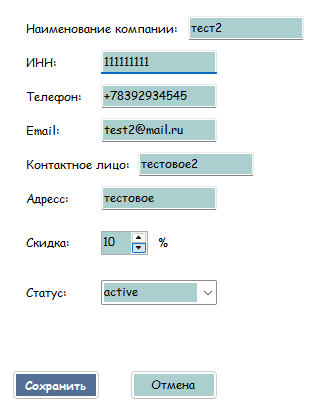 Наименование компании: тест2
ИНН: 111111111
Телефон: +78392934545
Email: test2@mail.ru
Контактное лицо: тестовое2
Адресс: тестовое
Скидка: 10 %
Статус: active
Сохранить Отмена